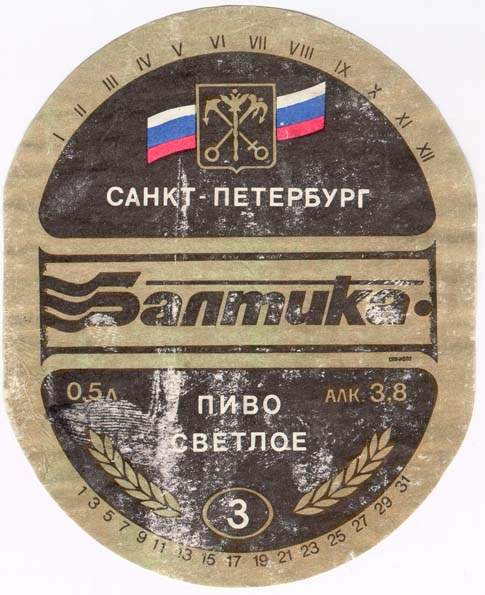 I II III IV V VI VII VIII IX X XI XII
САНКТ-ПЕТЕРБУРГ
Балтика
0,5 л
АЛК. 3,8
ПИВО
СВЕТЛОЕ
3
1 3 5 7 9 11 13 15 17 19 21 23 25 27 29 31